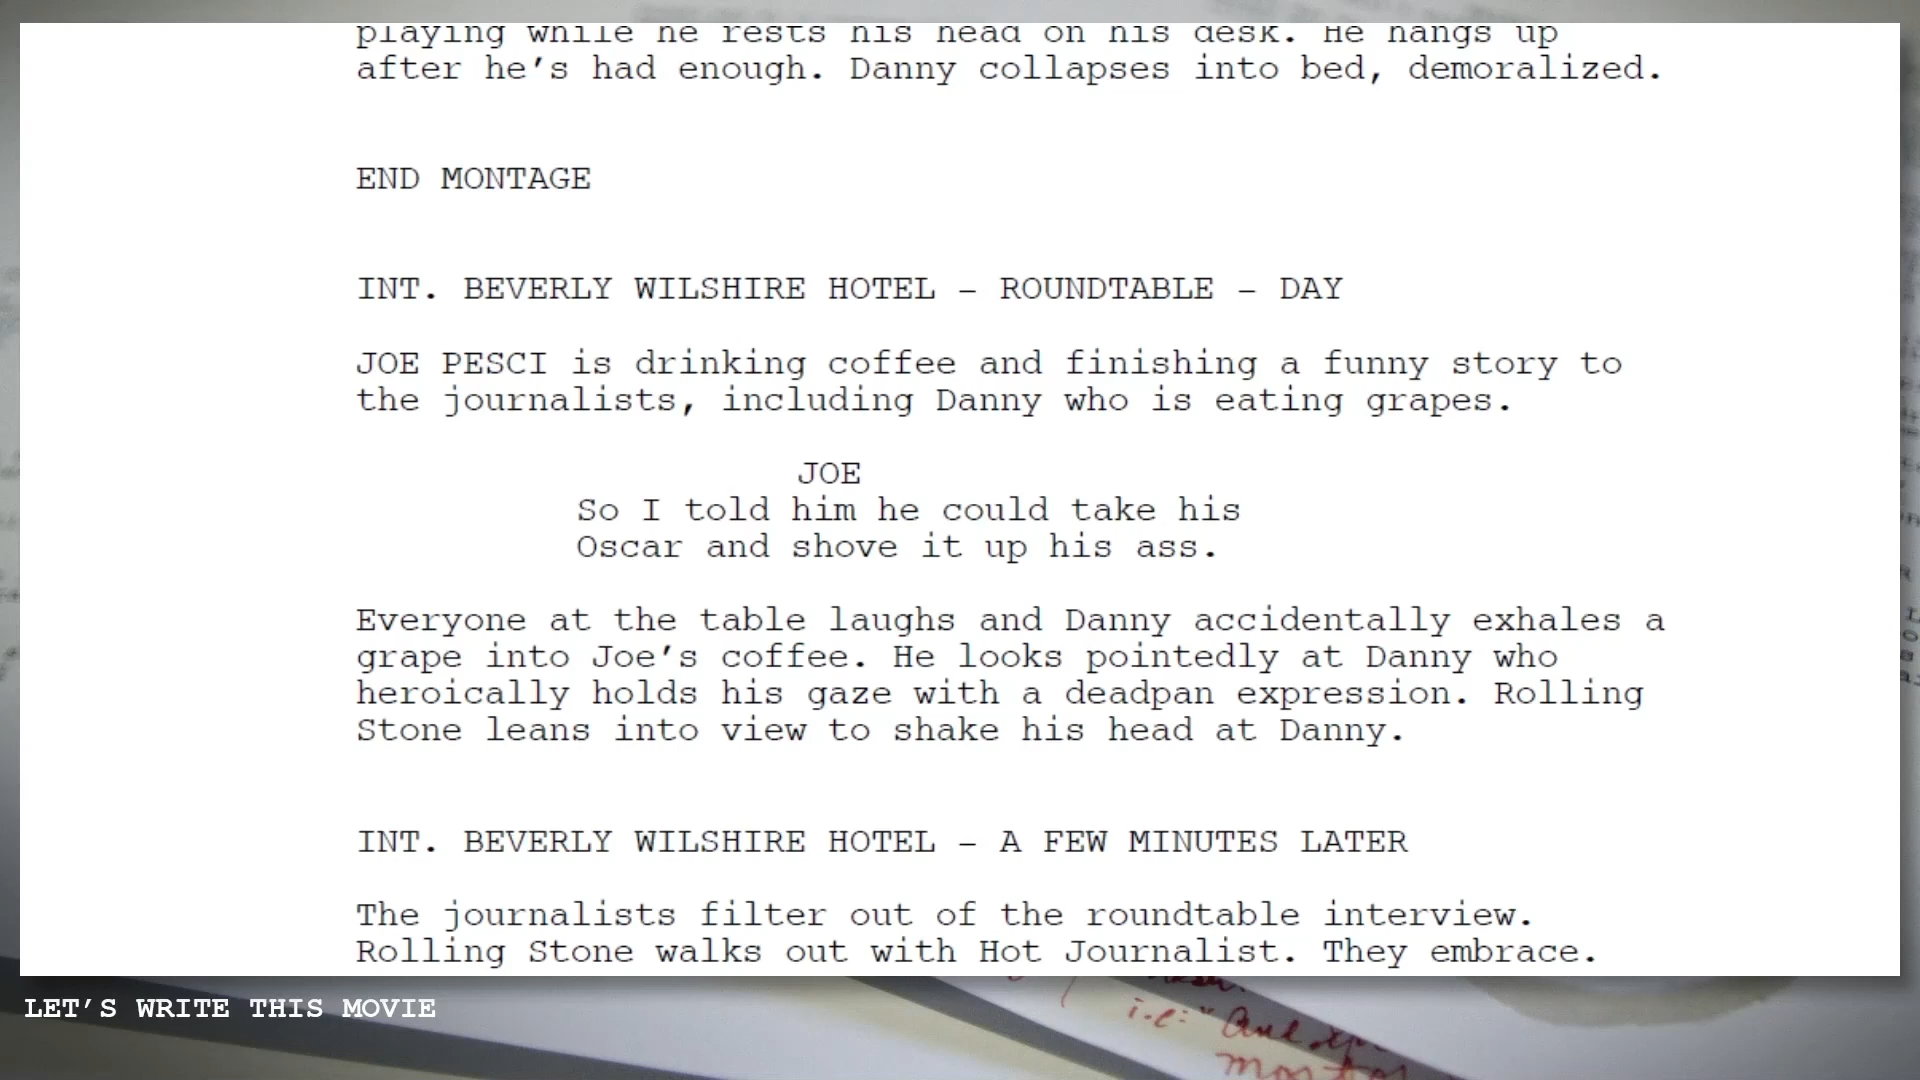 playing while he rests his head on his desk. He hangs up
after he’s had enough. Danny collapses into bed, demoralized.
END MONTAGE
INT. BEVERLY WILSHIRE HOTEL – ROUNDTABLE – DAY
JOE PESCI is drinking coffee and finishing a funny story to
the journalists, including Danny who is eating grapes.
JOE
So I told him he could take his
Oscar and shove it up his ass.
Everyone at the table laughs and Danny accidentally exhales a
grape into Joe’s coffee. He looks pointedly at Danny who
heroically holds his gaze with a deadpan expression. Rolling
Stone leans into view to shake his head at Danny.
INT. BEVERLY WILSHIRE HOTEL – A FEW MINUTES LATER
The journalists filter out of the roundtable interview.
Rolling Stone walks out with Hot Journalist. They embrace.
LET’S WRITE THIS MOVIE
i.e: "And